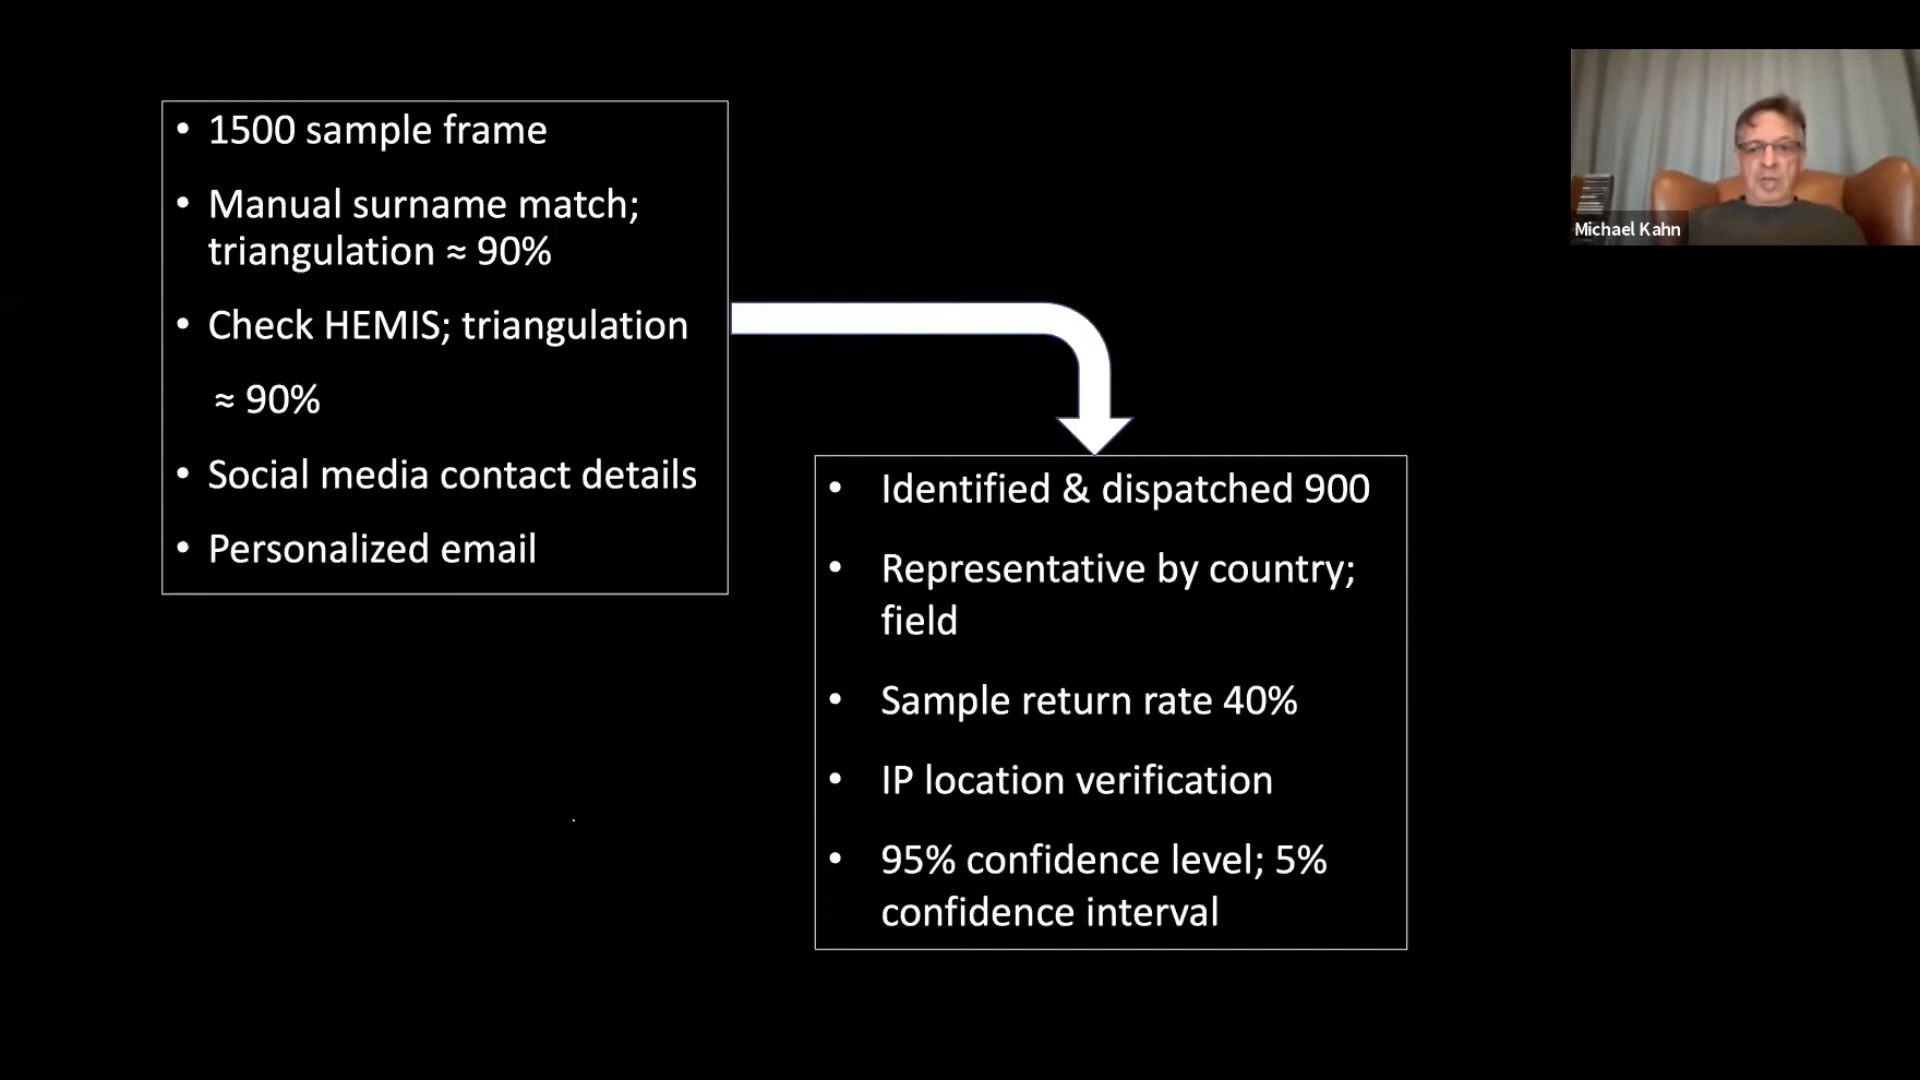 • 1500 sample frame
• Manual surname match;
triangulation ≈ 90%
• Check HEMIS; triangulation
≈ 90%
• Social media contact details
• Personalized email
• Identified & dispatched 900
• Representative by country;
field
• Sample return rate 40%
• IP location verification
• 95% confidence level; 5%
confidence interval
Michael Kahn